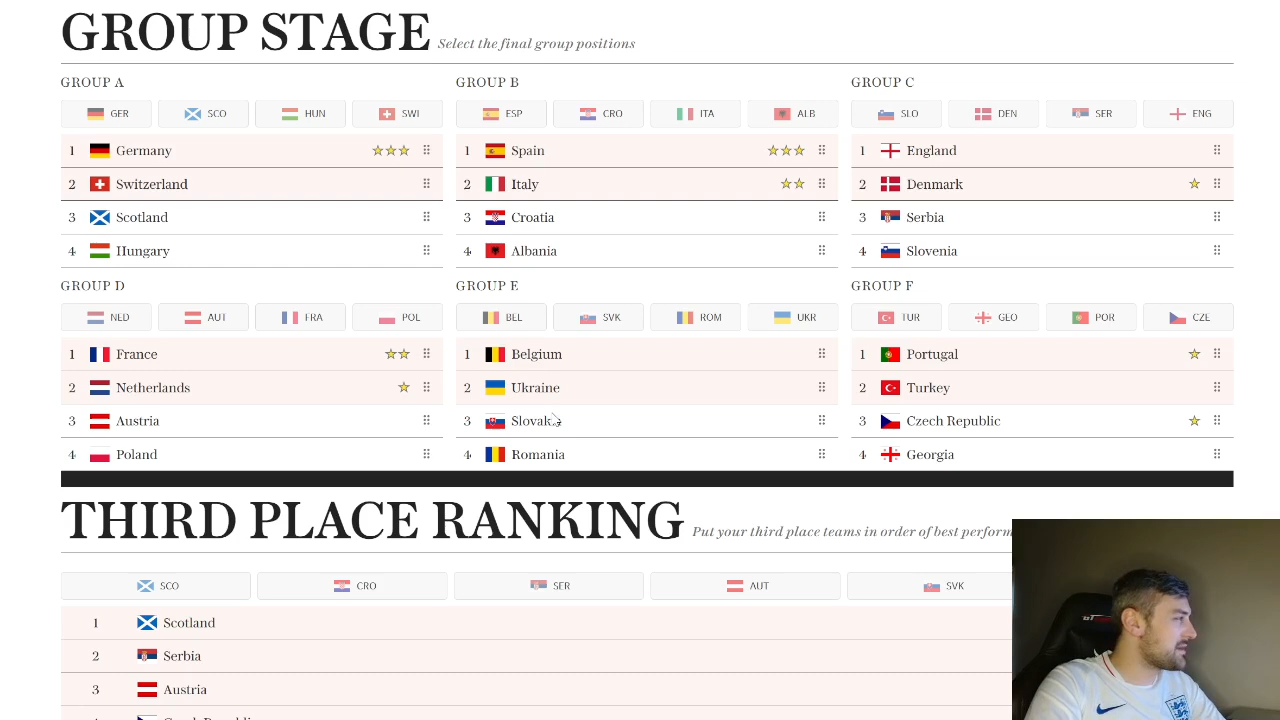 GROUP STAGE Select the final group positions
GROUP A GROUP B GROUP C
GER SCO HUN SWI ESP CRO ITA ALB SLO DEN SER ENG
1 Germany 1 Spain 1 England
2 Switzerland 2 Italy 2 Denmark
3 Scotland 3 Croatia 3 Serbia
4 Hungary 4 Albania 4 Slovenia
GROUP D GROUP E GROUP F
NED AUT FRA POL BEL SVK ROM UKR TUR GEO POR CZE
1 France 1 Belgium 1 Portugal
2 Netherlands 2 Ukraine 2 Turkey
3 Austria 3 Slovak 3 Czech Republic
4 Poland 4 Romania 4 Georgia
THIRD PLACE RANKING Put your third place teams in order of best perform
SCO CRO SER AUT SVK
1 Scotland
2 Serbia
3 Austria